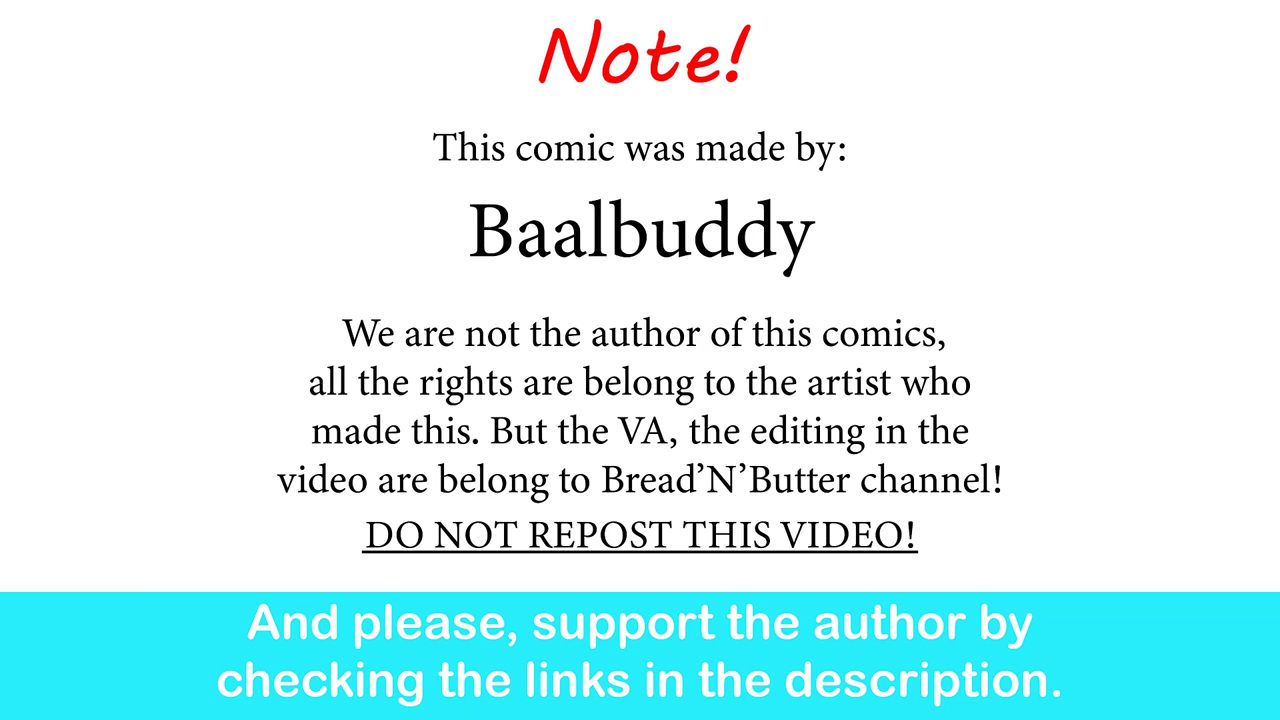 Note!
This comic was made by:
Baalbuddy
We are not the author of this comics,
all the rights are belong to the artist who
made this. But the VA, the editing in the
video are belong to Bread’N’Butter channel!
DO NOT REPOST THIS VIDEO!
And please, support the author by
checking the links in the description.